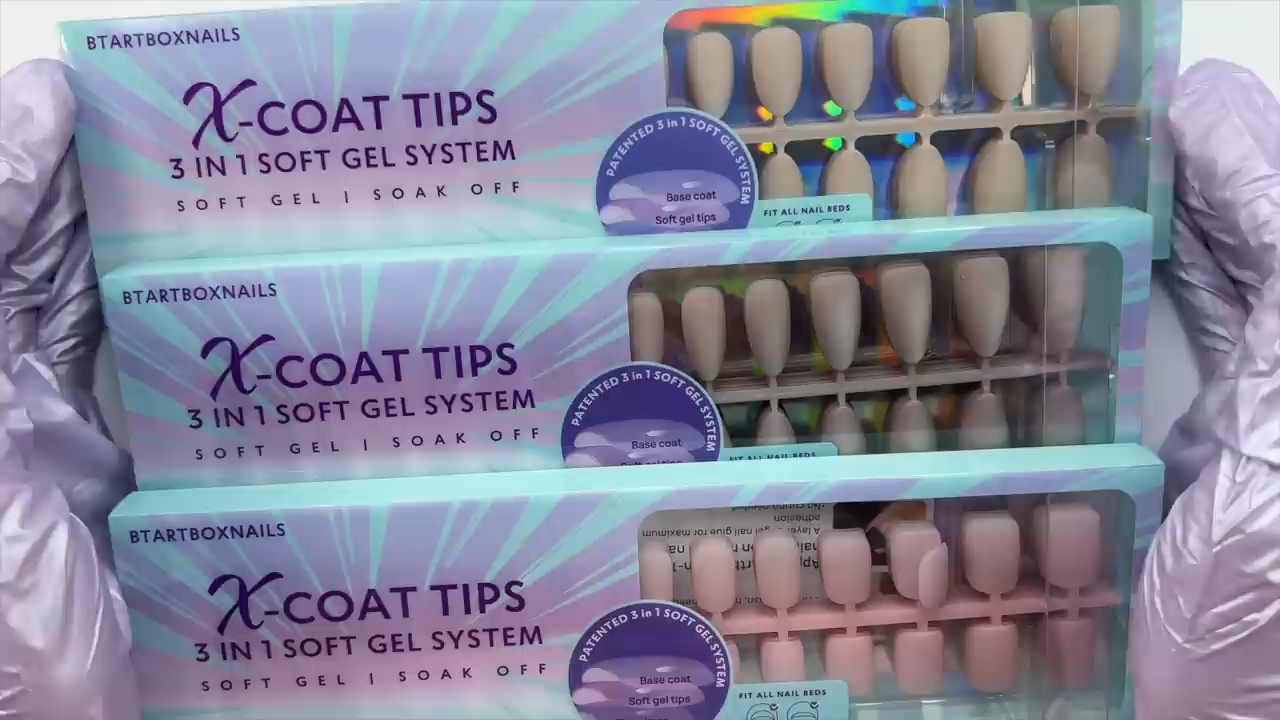 BTARTBOXNAILS
X-COAT TIPS
3 IN 1 SOFT GEL SYSTEM
SOFT GEL | SOAK OFF
PATENTED 3 in 1 SOFT GEL SYSTEM
Base coat
Soft gel tips
FIT ALL NAIL BEDS
BTARTBOXNAILS
X-COAT TIPS
3 IN 1 SOFT GEL SYSTEM
SOFT GEL | SOAK OFF
PATENTED 3 in 1 SOFT GEL SYSTEM
Base coat
FIT ALL NAIL BEDS
BTARTBOXNAILS
X-COAT TIPS
3 IN 1 SOFT GEL SYSTEM
SOFT GEL | SOAK OFF
PATENTED 3 in 1 SOFT GEL SYSTEM
Base coat
Soft gel tips
FIT ALL NAIL BEDS
adhesion